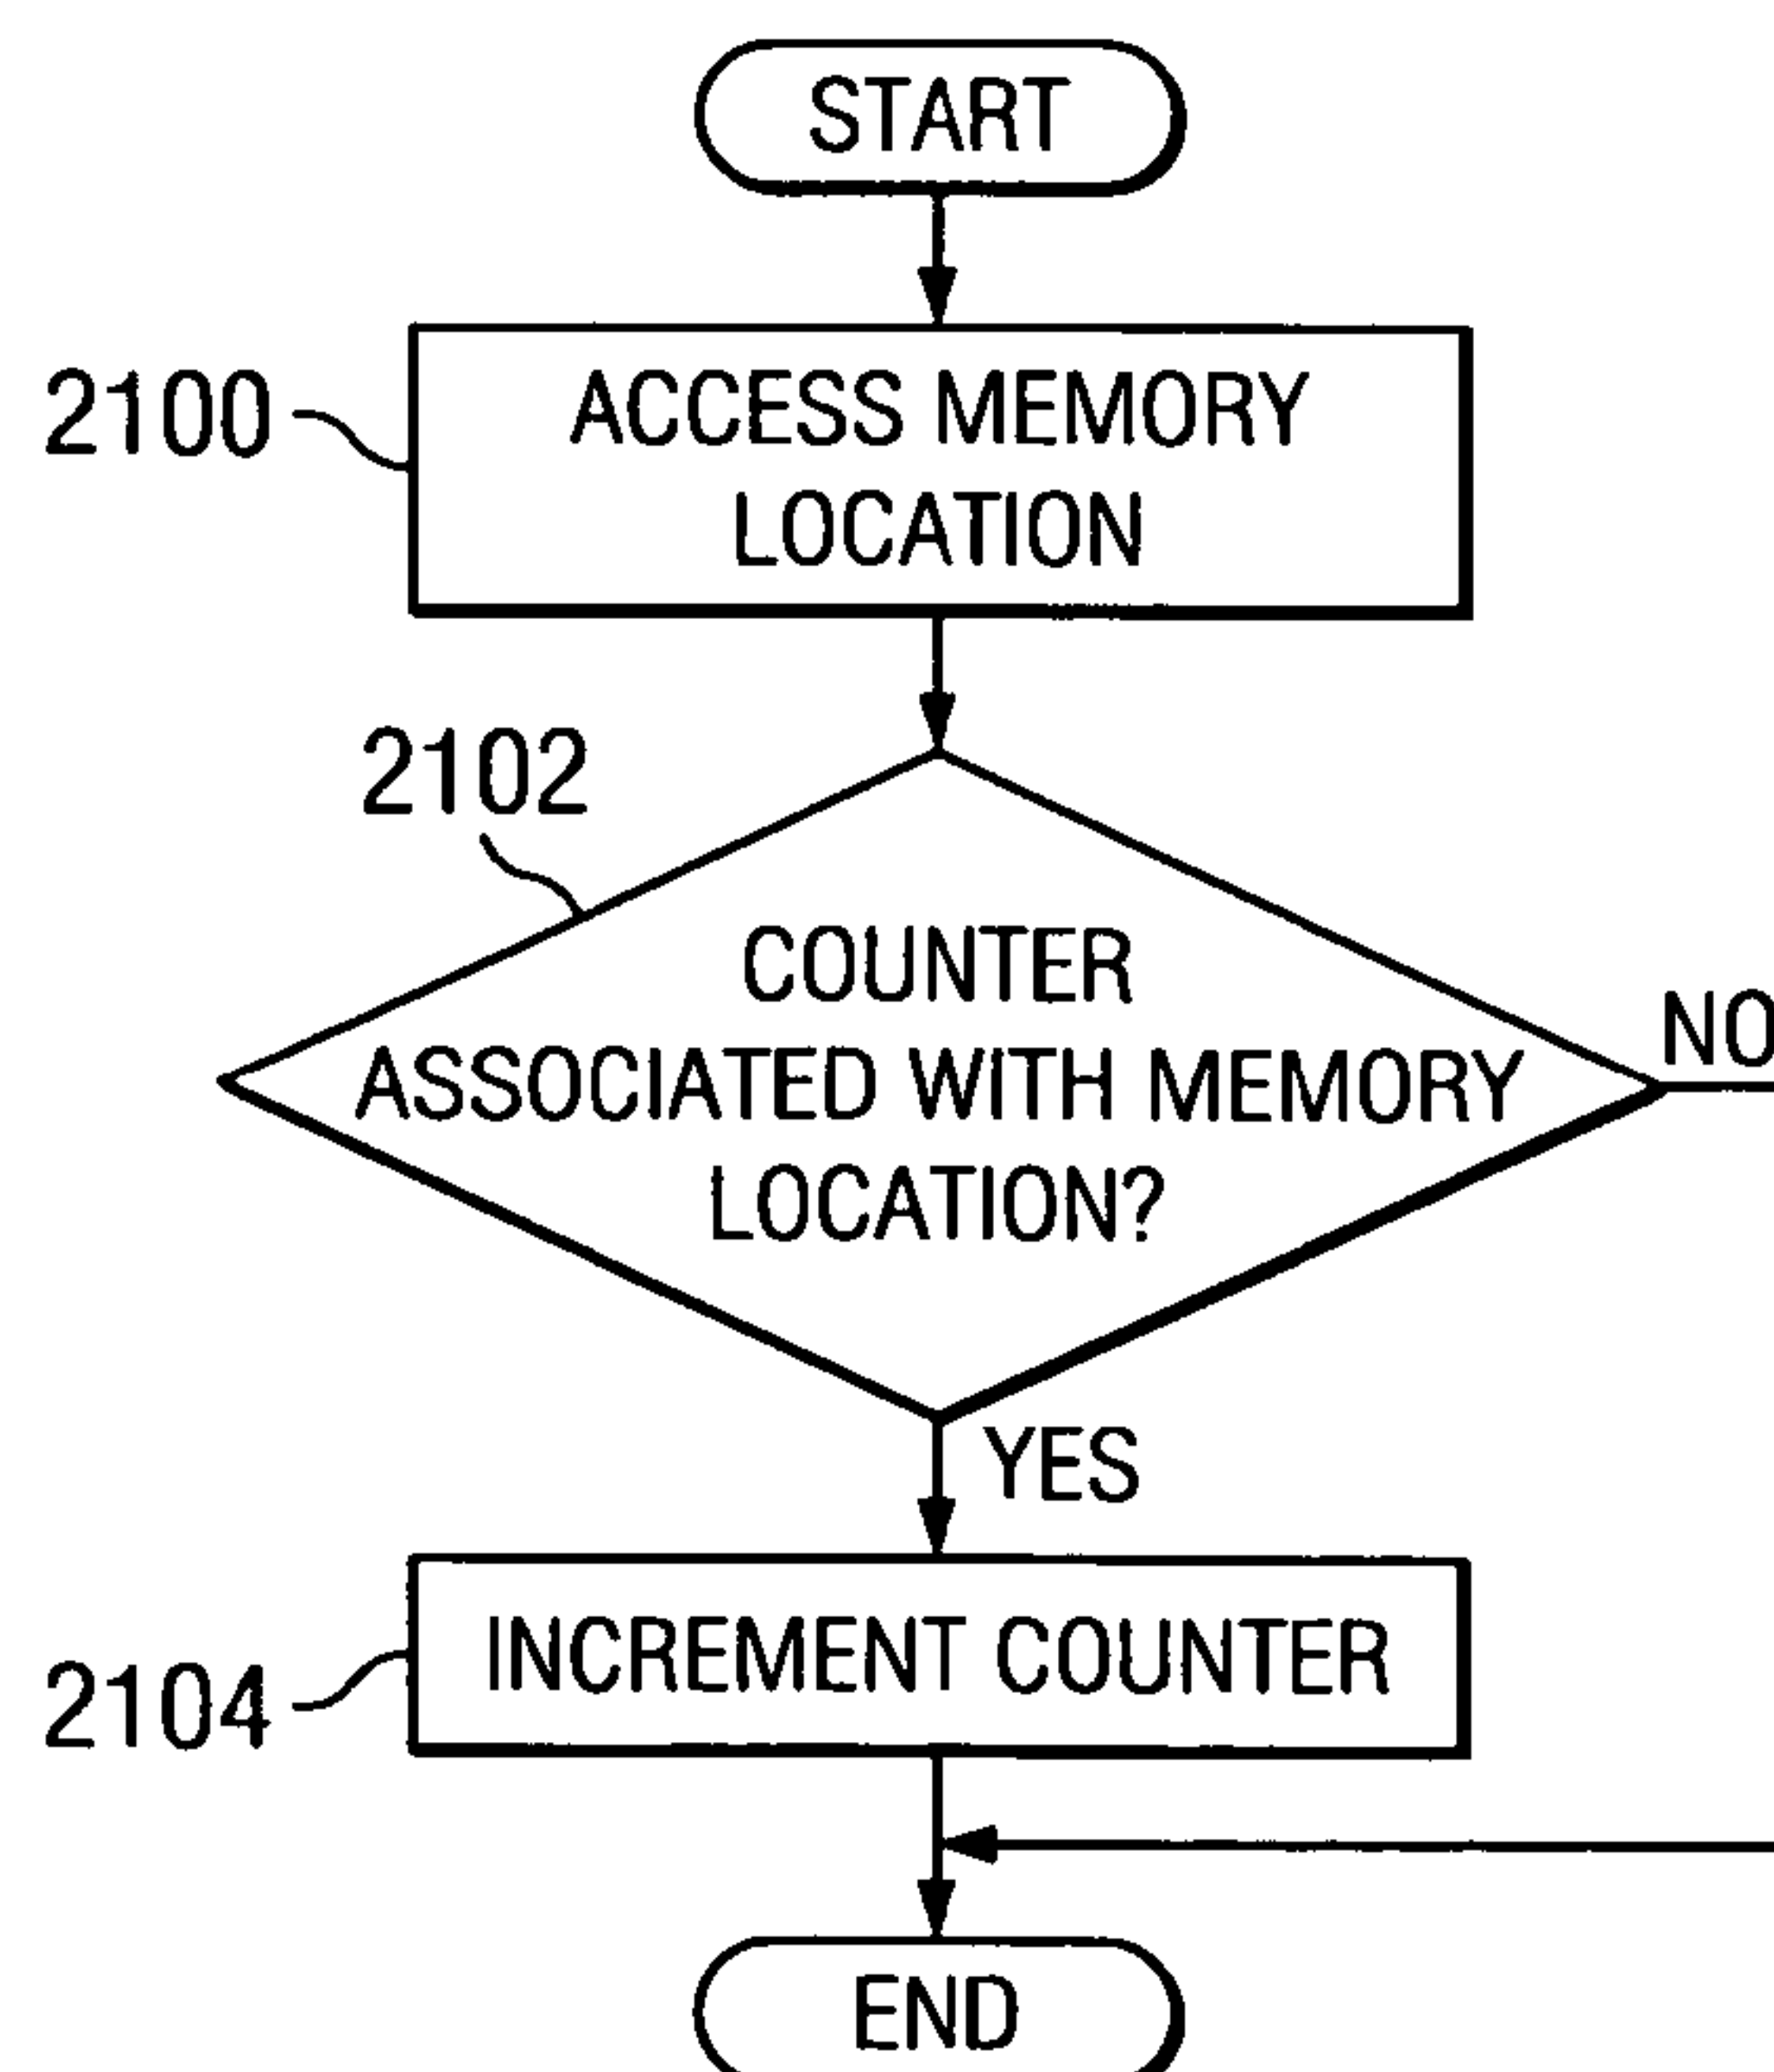 START
2100
ACCESS MEMORY
LOCATION
2102
COUNTER
ASSOCIATED WITH MEMORY
LOCATION?
NO
YES
2104
INCREMENT COUNTER
END